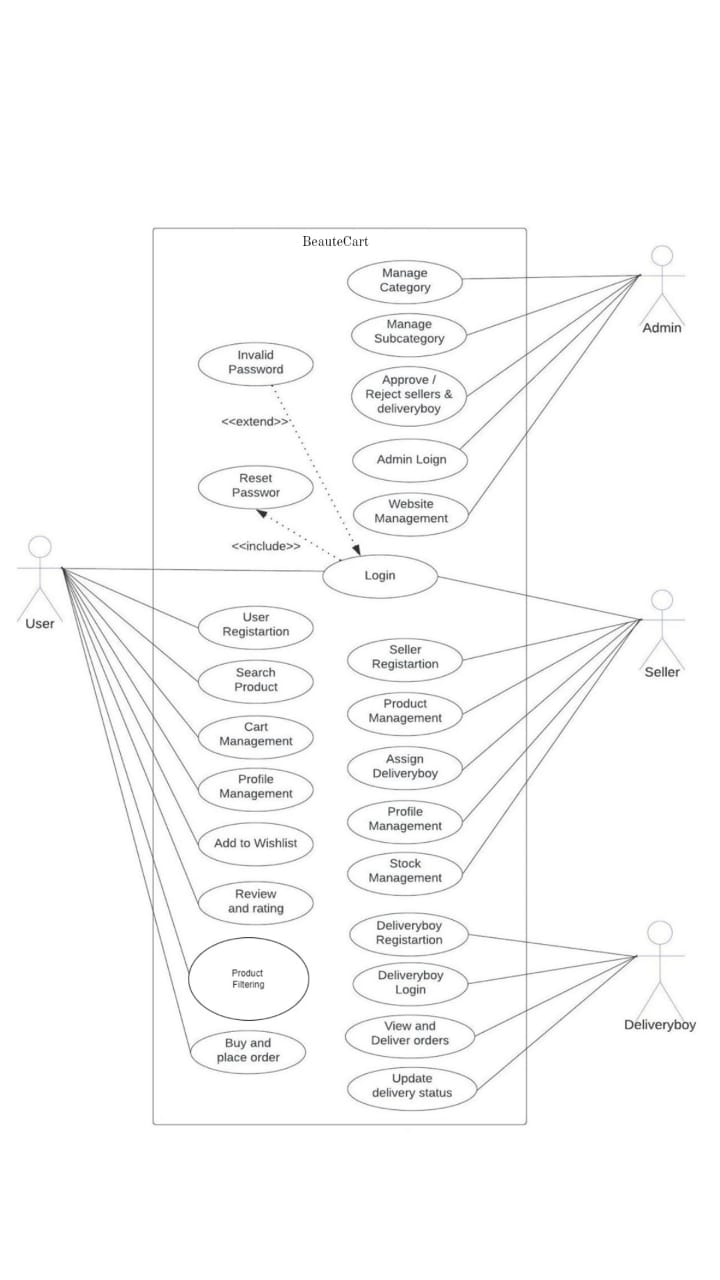 BeauteCart
Manage
Category
Admin
Manage
Subcategory
Invalid
Password
Approve /
Reject sellers &
deliveryboy
<<extend>>
Admin Loign
Reset
Passwor
Website
Management
<<include>>
Login
User
User
Registartion
Seller
Registartion
Seller
Search
Product
Product
Management
Cart
Management
Assign
Deliveryboy
Profile
Management
Profile
Management
Add to Wishlist
Stock
Management
Review
and rating
Deliveryboy
Registartion
Product
Filtering
Deliveryboy
Login
Deliveryboy
View and
Deliver orders
Buy and
place order
Update
delivery status